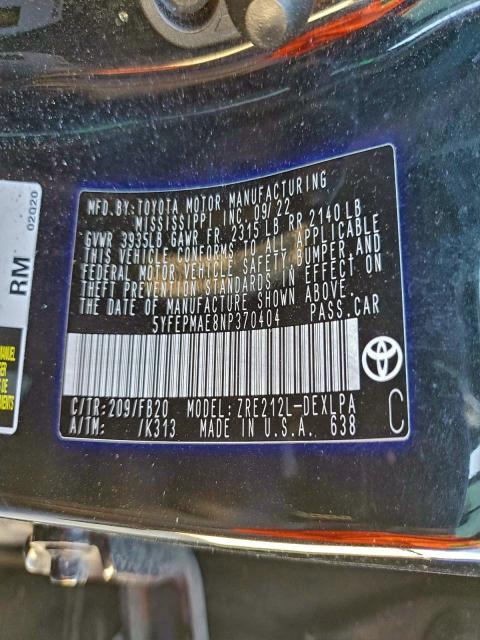 MFD. BY: TOYOTA MOTOR MANUFACTURING
MISSISSIPPI INC. 09/22
GVWR 3935LB GAWR FR 2315 LB RR 2140 LB
THIS VEHICLE CONFORMS TO ALL APPLICABLE
FEDERAL MOTOR VEHICLE SAFETY, BUMPER, AND
THEFT PREVENTION STANDARDS IN EFFECT ON
THE DATE OF MANUFACTURE SHOWN ABOVE.
5YFEPMAE8NP370404 PASS.CAR
C/TR: 209/FB20 MODEL: ZRE212L-DEXLPA
A/TM: /K313 MADE IN U.S.A. 638
C
RM
02020
MANUEL
DE